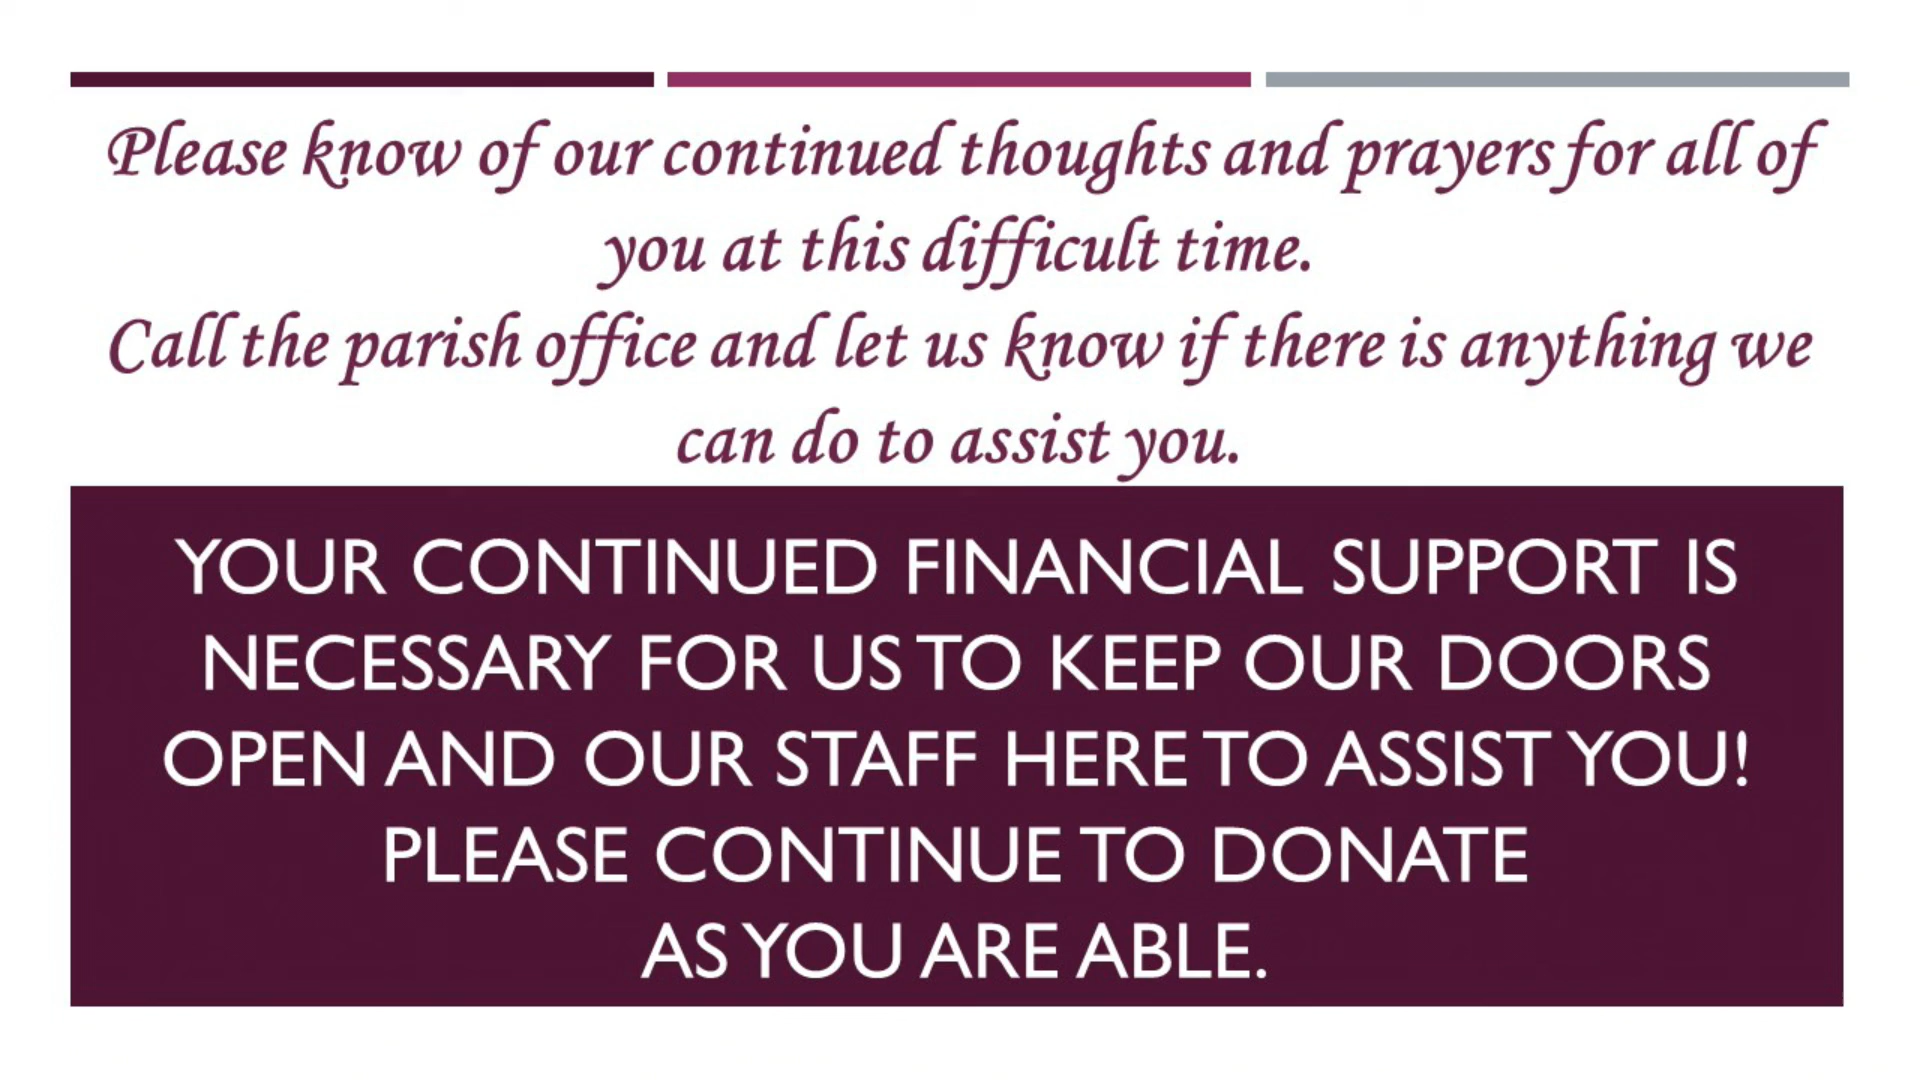 Please know of our continued thoughts and prayers for all of
you at this difficult time.
Call the parish office and let us know if there is anything we
can do to assist you.
YOUR CONTINUED FINANCIAL SUPPORT IS
NECESSARY FOR US TO KEEP OUR DOORS
OPEN AND OUR STAFF HERE TO ASSIST YOU!
PLEASE CONTINUE TO DONATE
AS YOU ARE ABLE.